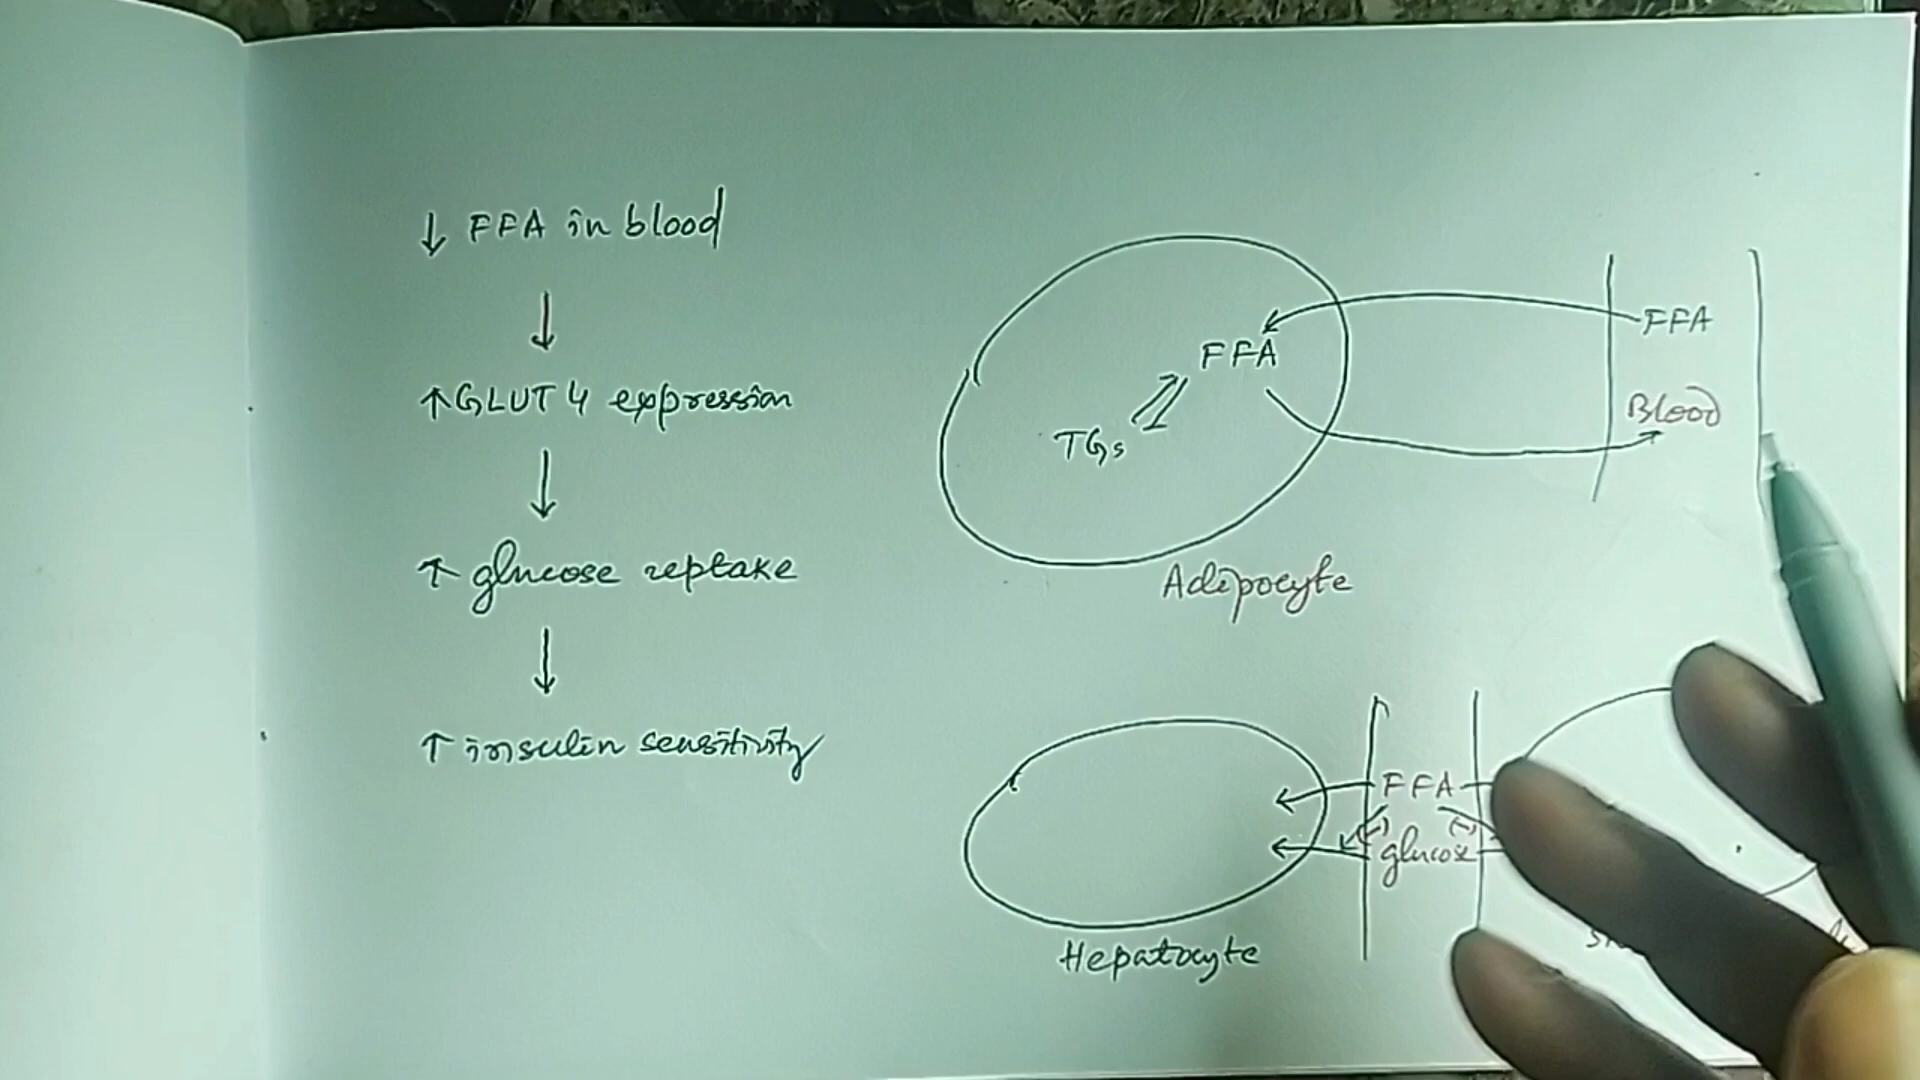 ↓ FFA in blood
↓
↑ GLUT 4 expression
↓
↑ glucose uptake
↓
↑ insulin sensitivity
FFA
TGs
FFA
Blood
Adipocyte
FFA
(-) (-)
glucose
Hepatocyte